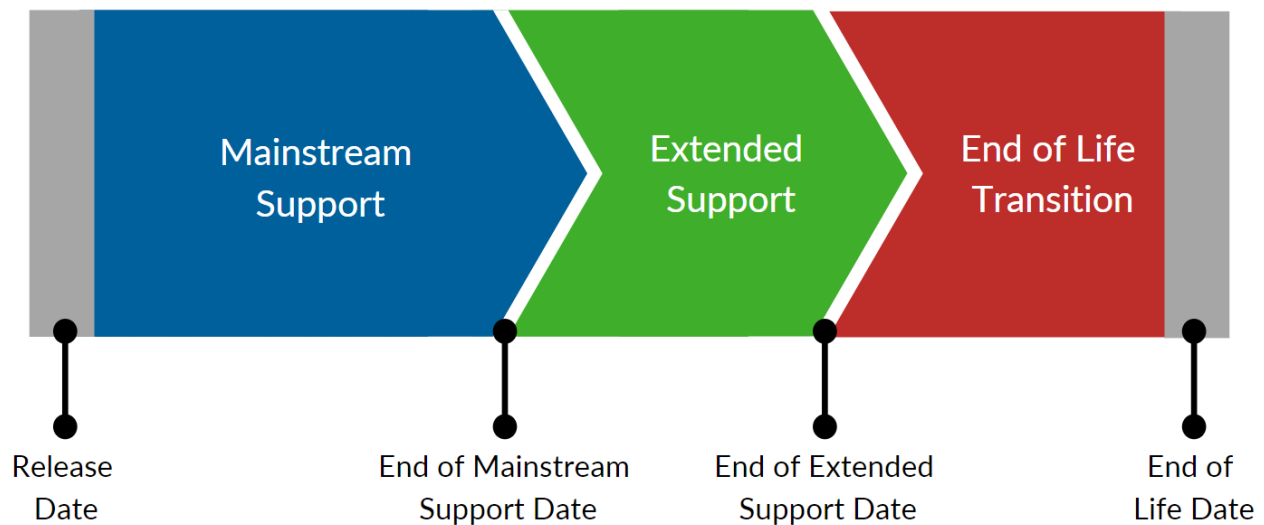 Mainstream
Support
Extended
Support
End of Life
Transition
Release
Date
End of Mainstream
Support Date
End of Extended
Support Date
End of
Life Date